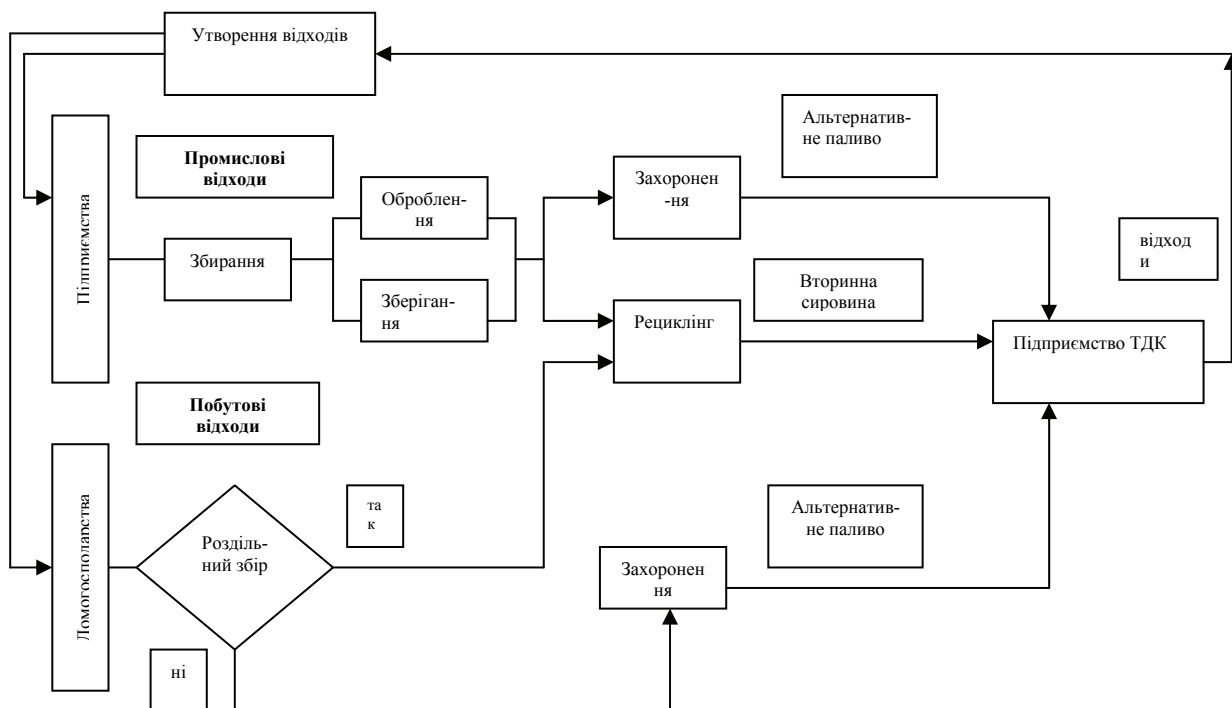 Утворення відходів
Альтернатив-
не паливо
Промислові
відходи
Підприємства
Захоронен
-ня
Оброблен-
ня
відход
и
Збирання
Вторинна
сировина
Зберіган-
ня
Рециклінг
Підприємство ТДК
Побутові
відходи
та
к
Альтернатив-
не паливо
Домогосподарства
Роздiль-
ний збір
Захоронен
ня
ні